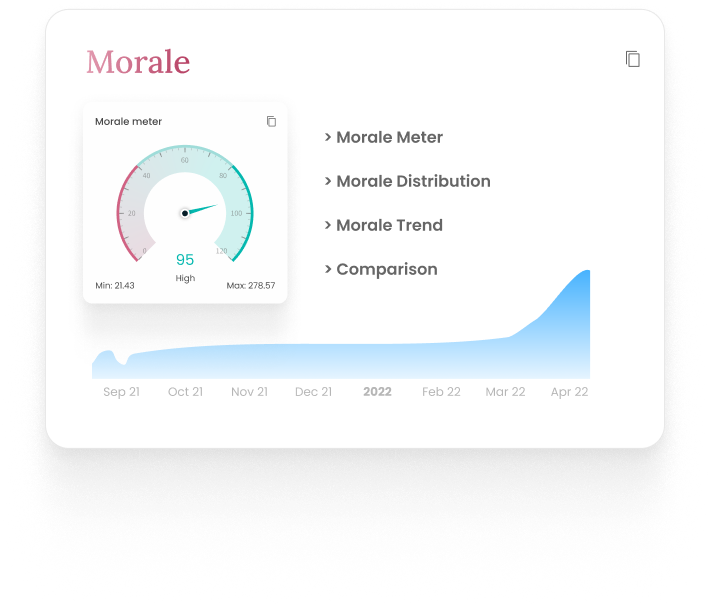 Morale
Morale meter
60
40
80
20
100
0
120
95
High
Min: 21.43
Max: 278.57
> Morale Meter
> Morale Distribution
> Morale Trend
> Comparison
Sep 21 Oct 21 Nov 21 Dec 21 2022 Feb 22 Mar 22 Apr 22